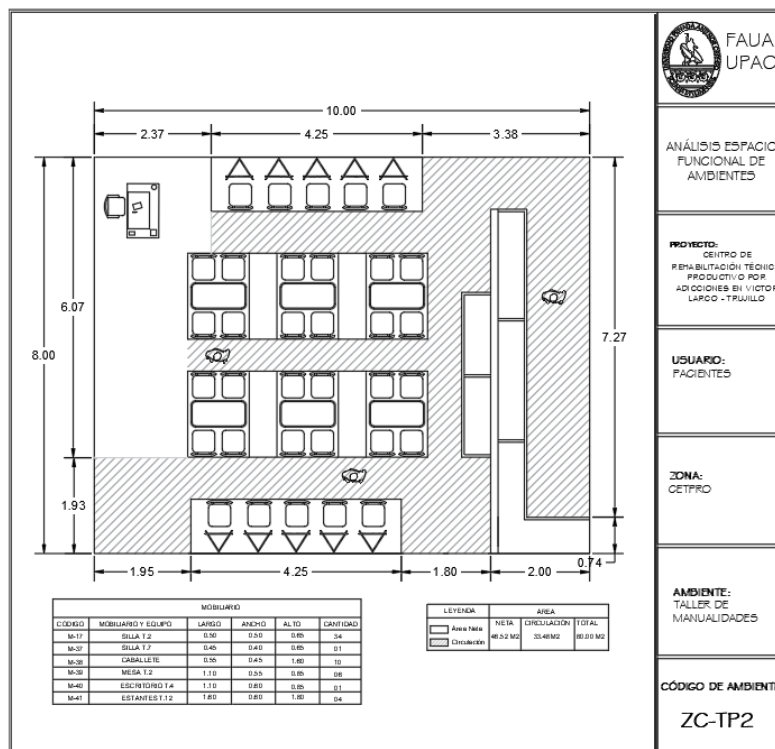 FAUA
UPAO
ANÁLISIS ESPACIO
FUNCIONAL DE
AMBIENTES
PROYECTO:
CENTRO DE
REHABILITACIÓN TÉCNIC
PRODUCTIVO POR
ADICCIONES EN VICTOR
LARCO - TRUJILLO
USUARIO:
PACIENTES
ZONA:
CETPRO
AMBIENTE:
TALLER DE
MANUALIDADES
CÓDIGO DE AMBIENTE
ZC-TP2
10.00
2.37
4.25
3.38
6.07
8.00
7.27
1.93
0.74
1.95
4.25
1.80
2.00
MOBILIARIO
CODIGO MOBILIARIO Y EQUIPO LARGO ANCHO ALTO CANTIDAD
M-17 SILLA T.2 0.50 0.50 0.85 34
M-37 SILLA T.7 0.45 0.40 0.85 01
M-38 CABALLETE 0.55 0.45 1.60 10
M-39 MESA T.2 1.10 0.55 0.85 06
M-40 ESCRITORIO T.4 1.10 0.60 0.85 01
M-41 ESTANTES T.12 1.60 0.60 1.80 04
LEYENDA AREA
NETA CIRCULACIÓN TOTAL
Area Neta
46.52 M2 33.48M2 80.00 M2
Circulación